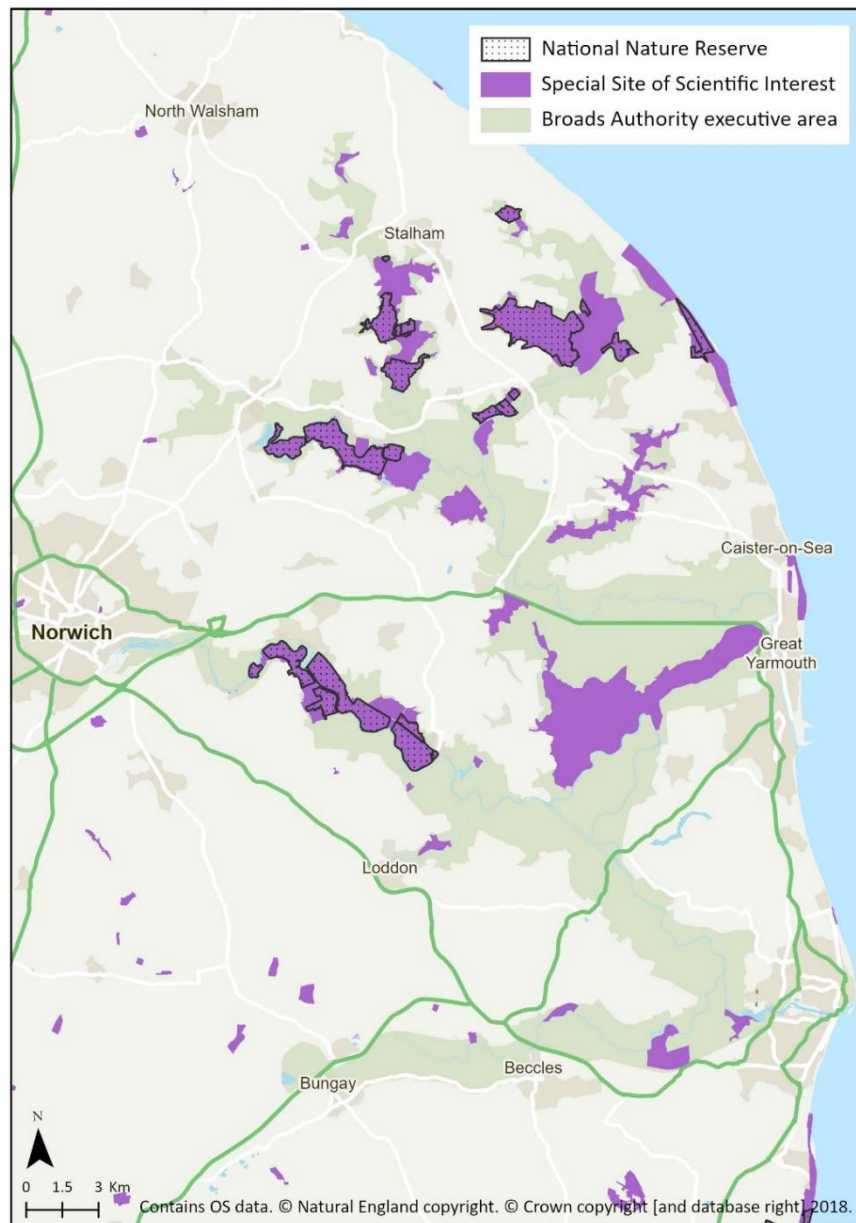 National Nature Reserve
Special Site of Scientific Interest
Broads Authority executive area
North Walsham
Stalham
Caister-on-Sea
Norwich
Great
Yarmouth
Loddon
Beccles
Bungay
N
0 1.5 3 Km
Contains OS data. © Natural England copyright. © Crown copyright [and database right] 2018.